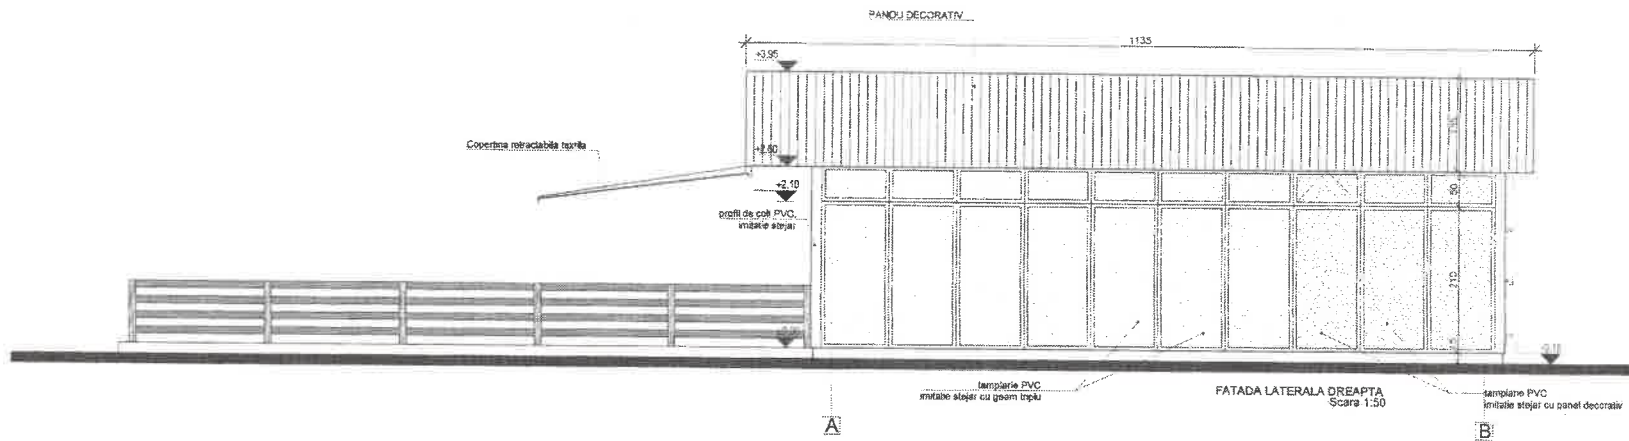 PANOU DECORATIV
1135
+3,95
135
Copertina retractabila textila
+2,60
+2,10
50
profil de colt PVC,
imitatie stejar
210
15
tamplarie PVC
imitatie stejar cu geam triplu
FATADA LATERALA DREAPTA
Scara 1:50
tamplarie PVC
imitatie stejar cu panel decorativ
A
B